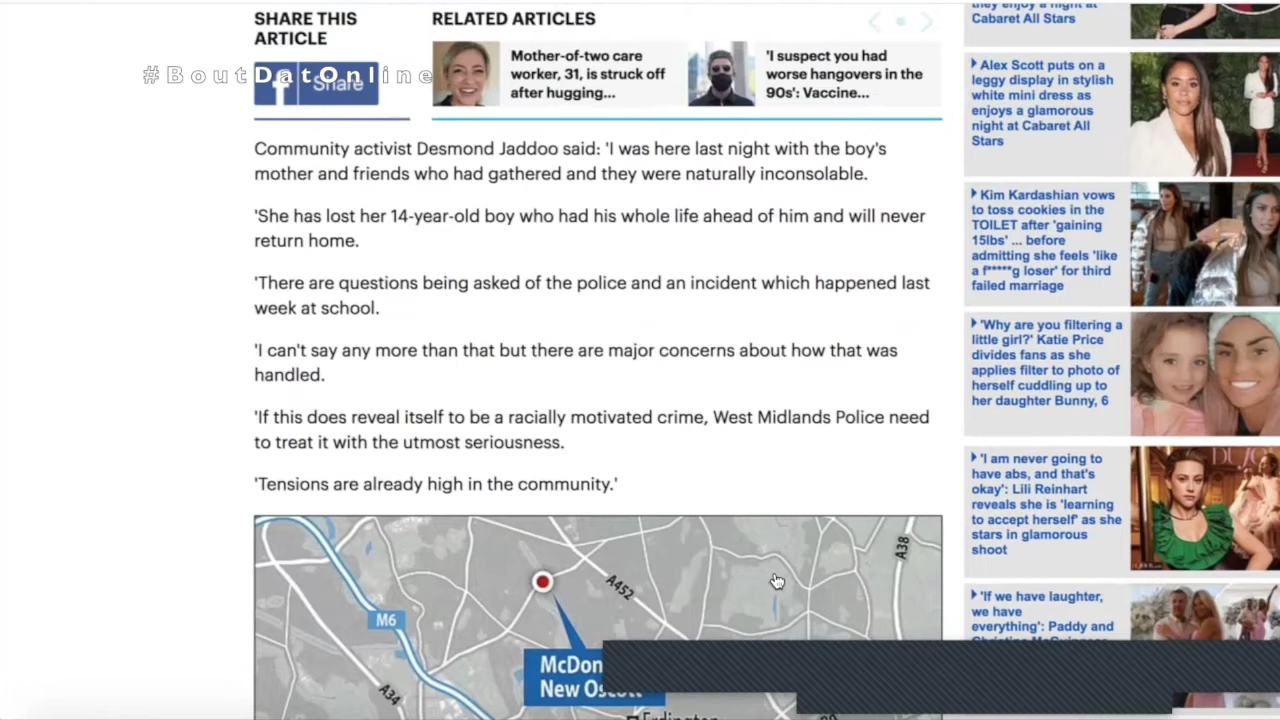 SHARE THIS
ARTICLE
#BoutDatOnline
f Share
RELATED ARTICLES
Mother-of-two care
worker, 31, is struck off
after hugging...
'I suspect you had
worse hangovers in the
90s': Vaccine...
Community activist Desmond Jaddoo said: 'I was here last night with the boy's
mother and friends who had gathered and they were naturally inconsolable.
'She has lost her 14-year-old boy who had his whole life ahead of him and will never
return home.
'There are questions being asked of the police and an incident which happened last
week at school.
'I can't say any more than that but there are major concerns about how that was
handled.
'If this does reveal itself to be a racially motivated crime, West Midlands Police need
to treat it with the utmost seriousness.
'Tensions are already high in the community.'
M6
A34
A452
A38
McDon
New Oscott
Erdington
they enjoy a night at
Cabaret All Stars
Alex Scott puts on a
leggy display in stylish
white mini dress as
enjoys a glamorous
night at Cabaret All
Stars
Kim Kardashian vows
to toss cookies in the
TOILET after 'gaining
15lbs' ... before
admitting she feels 'like
a f*****g loser' for third
failed marriage
'Why are you filtering a
little girl?' Katie Price
divides fans as she
applies filter to photo of
herself cuddling up to
her daughter Bunny, 6
'I am never going to
have abs, and that's
okay': Lili Reinhart
reveals she is 'learning
to accept herself' as she
stars in glamorous
shoot
'If we have laughter,
we have
everything': Paddy and
Christine McGuinness